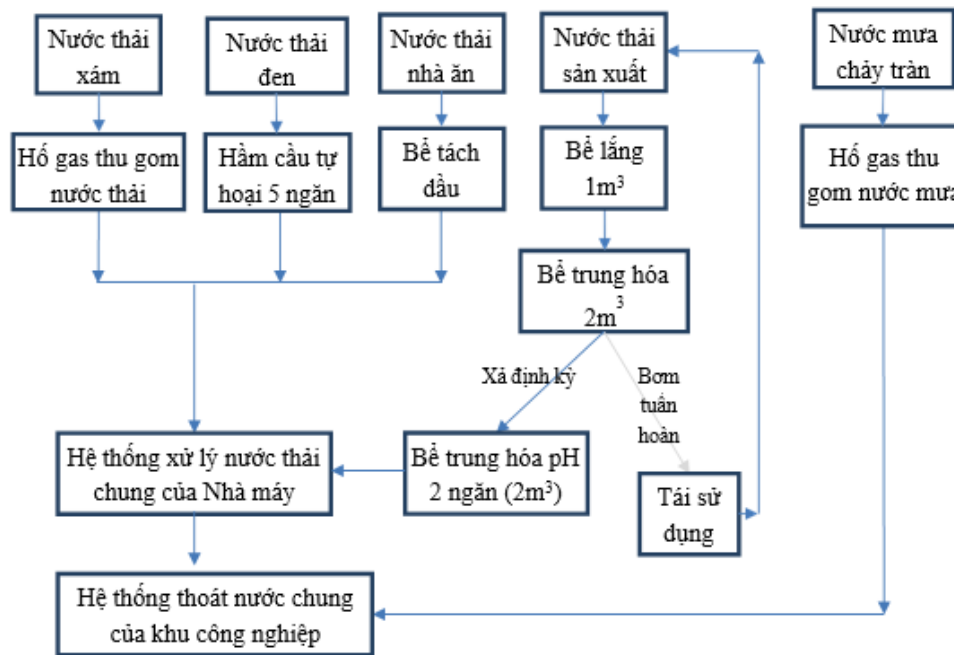 Nước thải
xám
Nước thải
đen
Nước thải
nhà ăn
Nước thải
sản xuất
Nước mưa
chảy tràn
Hố gas thu gom
nước thải
Hầm cầu tự
hoại 5 ngăn
Bể tách
dầu
Bể lắng
1m³
Hố gas thu
gom nước mưa
Bể trung hóa
2m³
Xả định kỳ
Bơm
tuần
hoàn
Hệ thống xử lý nước thải
chung của Nhà máy
Bể trung hóa pH
2 ngăn (2m³)
Tái sử
dụng
Hệ thống thoát nước chung
của khu công nghiệp